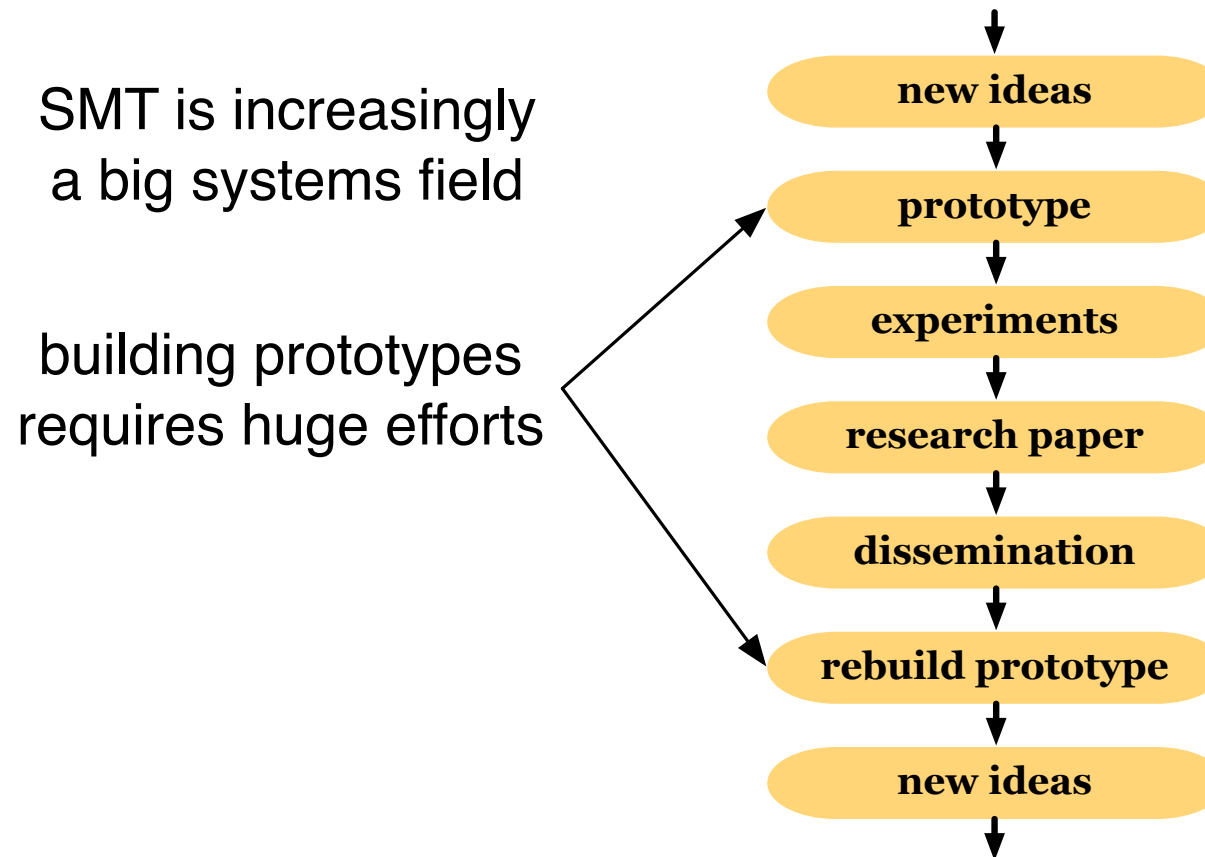 SMT is increasingly
a big systems field
building prototypes
requires huge efforts
new ideas
prototype
experiments
research paper
dissemination
rebuild prototype
new ideas